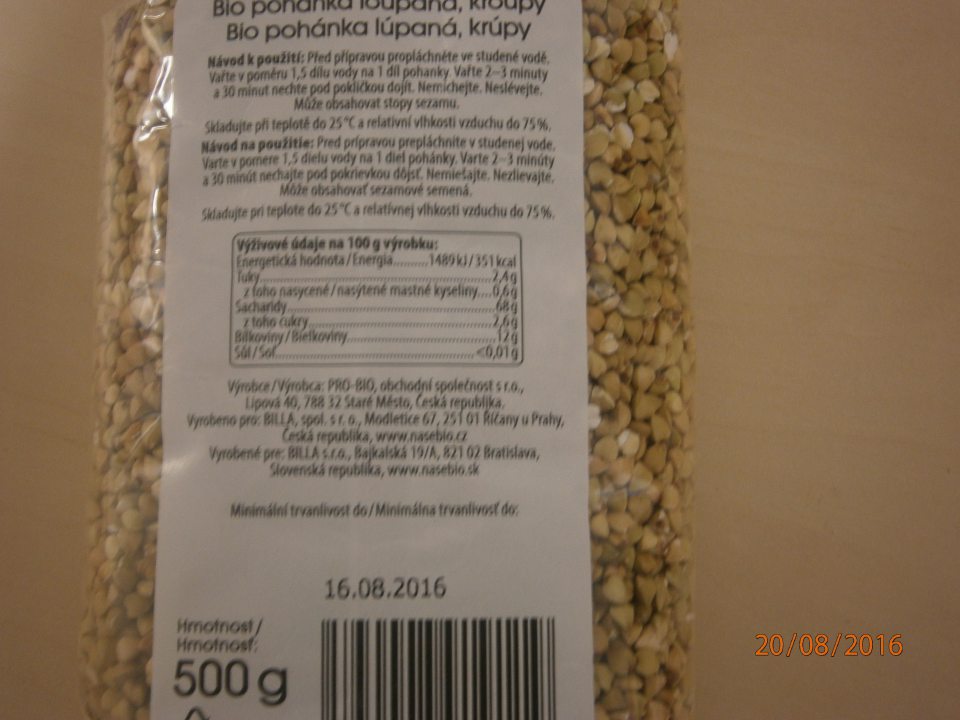 Bio pohánka loupaná, kroupy
Bio pohánka lúpaná, krúpy
Návod k použití: Před přípravou propláchněte ve studené vodě.
Vařte v poměru 1,5 dílu vody na 1 díl pohanky. Vařte 2–3 minuty
a 30 minut nechte pod pokličkou dojít. Nemíchejte. Neslévejte.
Může obsahovat stopy sezamu.
Skladujte při teplotě do 25 °C a relativní vlhkosti vzduchu do 75 %.
Návod na použitie: Pred prípravou prepláchnite v studenej vode.
Varte v pomere 1,5 dielu vody na 1 diel pohánky. Varte 2–3 minúty
a 30 minút nechajte pod pokrievkou dôjsť. Nemiešajte. Nezlievajte.
Môže obsahovať sezamové semená.
Skladujte pri teplote do 25 °C a relatívnej vlhkosti vzduchu do 75 %.
Výživové údaje na 100 g výrobku:
Energetická hodnota / Energia..........1489 kJ / 351 kcal
Tuky..........2,4 g
z toho nasycené / nasýtené mastné kyseliny....0,6 g
Sacharidy..........68 g
z toho cukry..........2,6 g
Bílkoviny / Bielkoviny..........12 g
Sůl / Soľ..........<0,01 g
Výrobce / Výrobca: PRO-BIO, obchodní společnost s r.o.,
Lipová 40, 788 32 Staré Město, Česká republika.
Vyrobeno pro: BILLA, spol. s r. o., Modletice 67, 251 01 Říčany u Prahy,
Česká republika, www.nasebio.cz
Vyrobené pre: BILLA s.r.o., Bajkalská 19/A, 821 02 Bratislava,
Slovenská republika, www.nasebio.sk
Minimální trvanlivost do / Minimálna trvanlivosť do:
16.08.2016
Hmotnost /
Hmotnosť:
500 g
20/08/2016